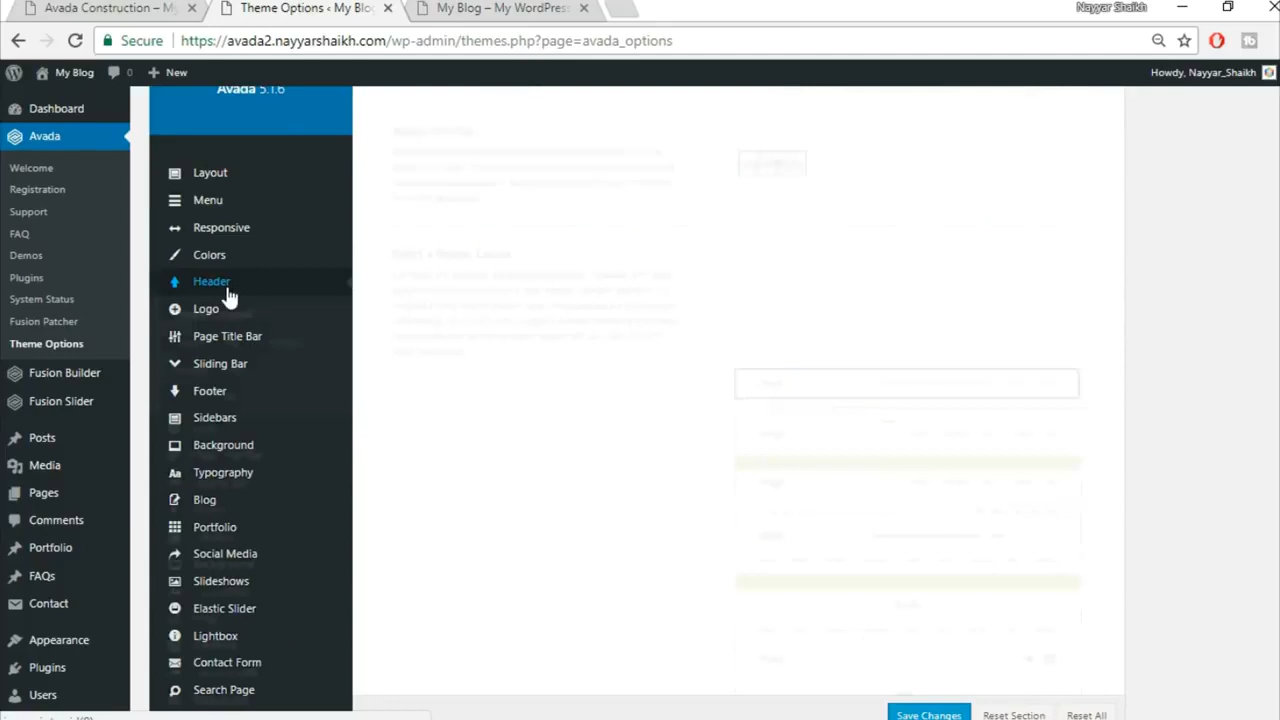 Avada Construction – My
Theme Options ‹ My Blog
My Blog – My WordPress
Nayyar Shaikh
Secure
https://avada2.nayyarshaikh.com/wp-admin/themes.php?page=avada_options
My Blog
0
New
Howdy, Nayyar_Shaikh
Dashboard
Avada
Welcome
Registration
Support
FAQ
Demos
Plugins
System Status
Fusion Patcher
Theme Options
Fusion Builder
Fusion Slider
Posts
Media
Pages
Comments
Portfolio
FAQs
Contact
Appearance
Plugins
Users
Avada 5.1.6
Layout
Menu
Responsive
Colors
Header
Logo
Page Title Bar
Sliding Bar
Footer
Sidebars
Background
Aa Typography
Blog
Portfolio
Social Media
Slideshows
Elastic Slider
Lightbox
Contact Form
Search Page
Save Changes
Reset Section
Reset All